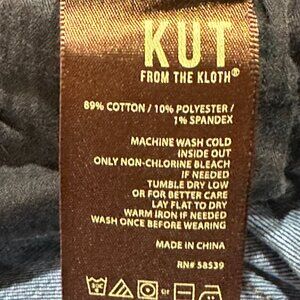 KUT
FROM THE KLOTH®
89% COTTON / 10% POLYESTER /
1% SPANDEX
MACHINE WASH COLD
INSIDE OUT
ONLY NON-CHLORINE BLEACH
IF NEEDED
TUMBLE DRY LOW
OR FOR BETTER CARE
LAY FLAT TO DRY
WARM IRON IF NEEDED
WASH ONCE BEFORE WEARING
MADE IN CHINA
RN# 58539
OR